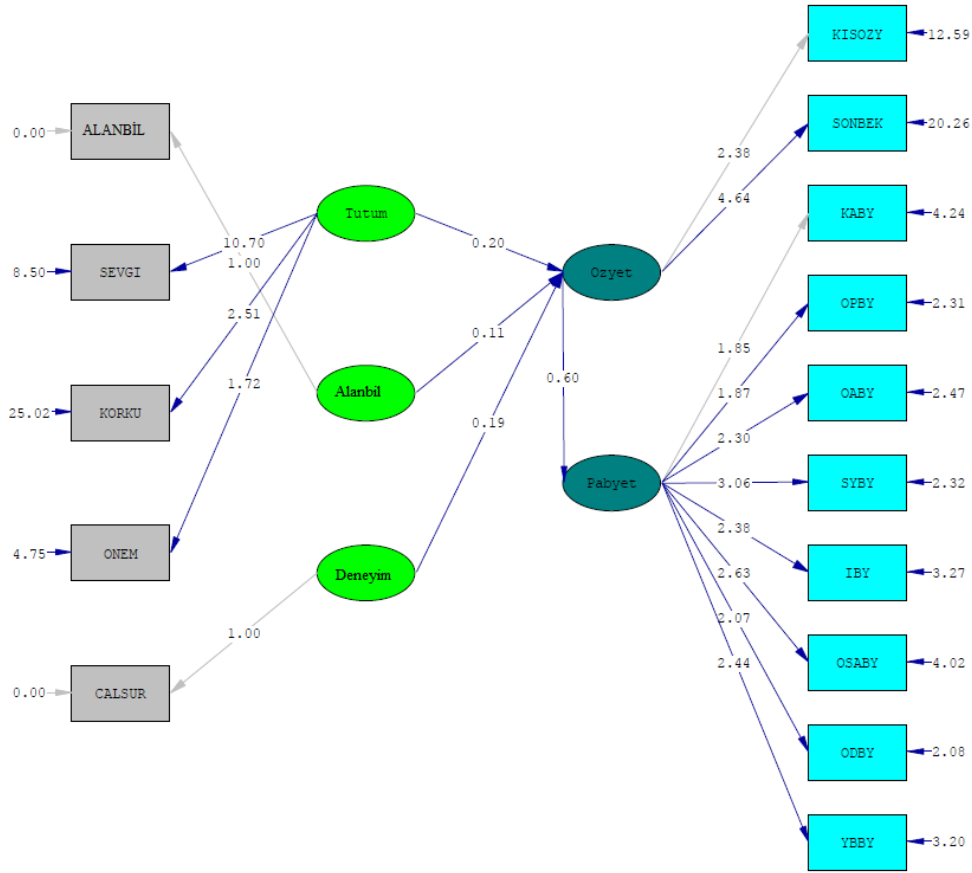 KISOZY
12.59
ALANBİL
0.00
SONBEK
20.26
2.38
4.64
Tutum
KABY
4.24
10.70
0.20
SEVGI
8.50
1.00
Ozyet
OPBY
2.31
2.51
0.11
1.85
1.72
0.60
1.87
Alanbil
OABY
2.47
KORKU
25.02
0.19
2.30
Pabyet
3.06
SYBY
2.32
2.38
ONEM
4.75
Deneyim
2.63
IBY
3.27
2.07
1.00
2.44
OSABY
4.02
CALSUR
0.00
ODBY
2.08
YBBY
3.20